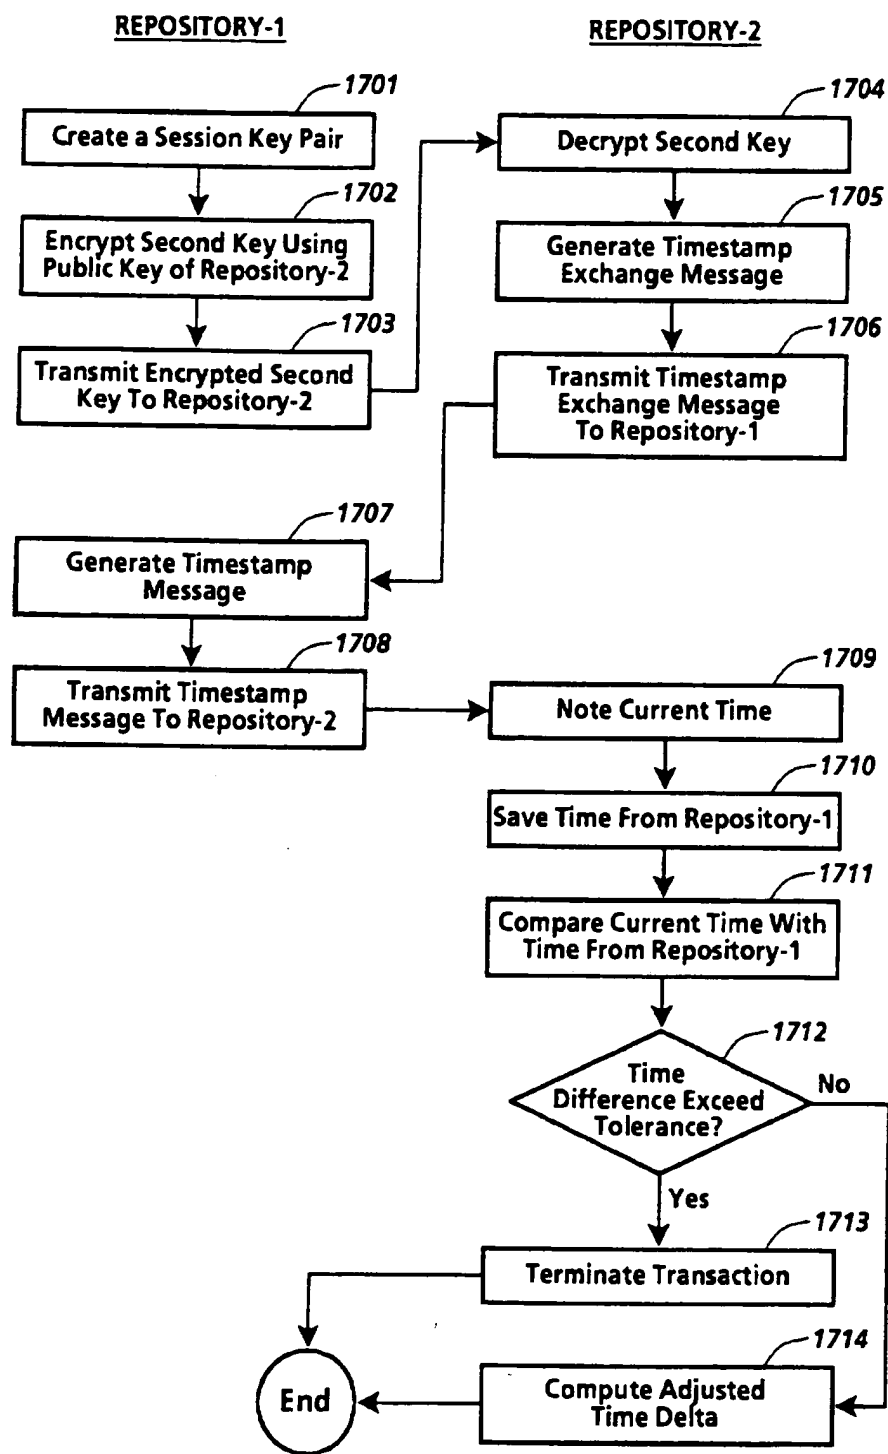 REPOSITORY-1
REPOSITORY-2
1701
Create a Session Key Pair
1702
Encrypt Second Key Using
Public Key of Repository-2
1703
Transmit Encrypted Second
Key To Repository-2
1704
Decrypt Second Key
1705
Generate Timestamp
Exchange Message
1706
Transmit Timestamp
Exchange Message
To Repository-1
1707
Generate Timestamp
Message
1708
Transmit Timestamp
Message To Repository-2
1709
Note Current Time
1710
Save Time From Repository-1
1711
Compare Current Time With
Time From Repository-1
1712
Time
Difference Exceed
Tolerance?
No
Yes
1713
Terminate Transaction
1714
Compute Adjusted
Time Delta
End